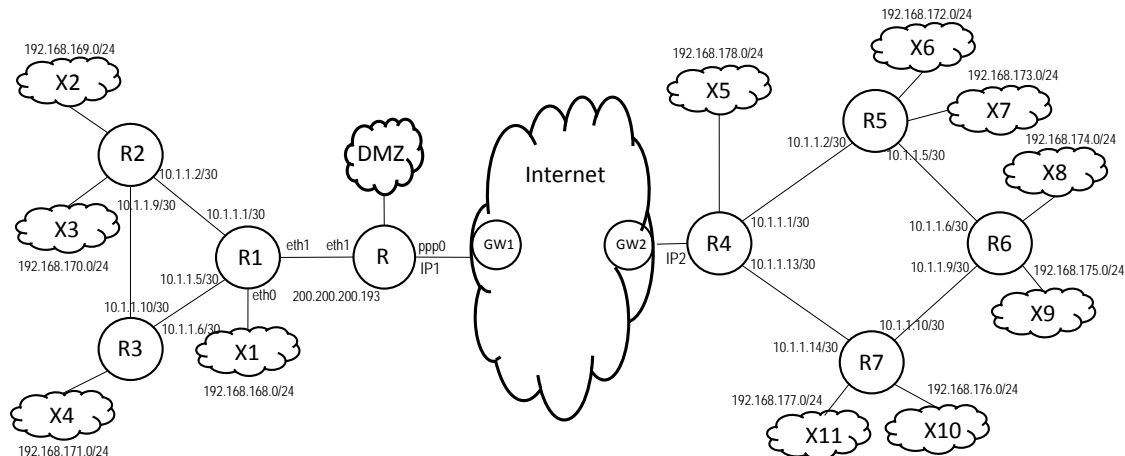 192.168.169.0/24
X2
R2
10.1.1.2/30
10.1.1.9/30
X3
192.168.170.0/24
10.1.1.1/30
R1
eth1
10.1.1.5/30
eth0
10.1.1.10/30
10.1.1.6/30
R3
X1
192.168.168.0/24
X4
192.168.171.0/24
DMZ
eth1
R
ppp0
IP1
200.200.200.193
Internet
GW1
GW2
IP2
192.168.178.0/24
X5
R4
10.1.1.1/30
10.1.1.13/30
192.168.172.0/24
X6
192.168.173.0/24
X7
R5
10.1.1.2/30
10.1.1.5/30
192.168.174.0/24
X8
10.1.1.6/30
R6
10.1.1.9/30
192.168.175.0/24
X9
10.1.1.10/30
10.1.1.14/30
R7
192.168.176.0/24
192.168.177.0/24
X10
X11